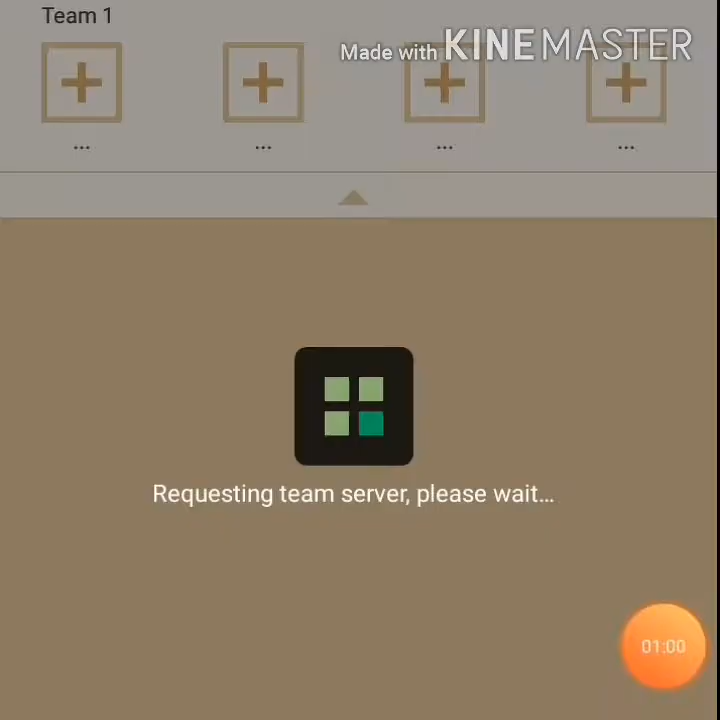 Team 1
Made with KINEMASTER
... ... ... ...
Requesting team server, please wait...
01:00